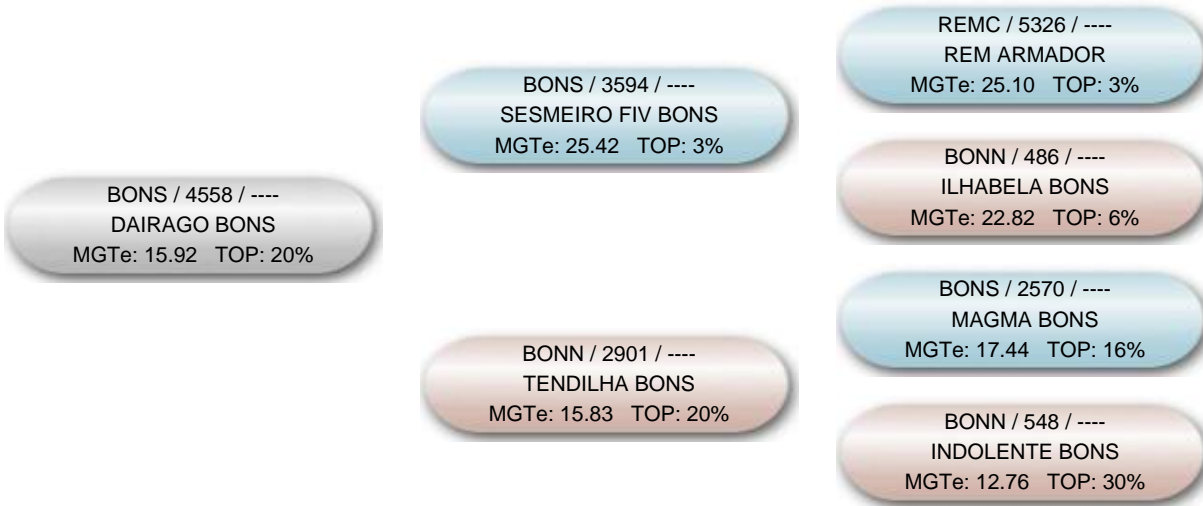 BONS / 4558 / ----
DAIRAGO BONS
MGTe: 15.92 TOP: 20%
BONS / 3594 / ----
SESMEIRO FIV BONS
MGTe: 25.42 TOP: 3%
BONN / 2901 / ----
TENDILHA BONS
MGTe: 15.83 TOP: 20%
REMC / 5326 / ----
REM ARMADOR
MGTe: 25.10 TOP: 3%
BONN / 486 / ----
ILHABELA BONS
MGTe: 22.82 TOP: 6%
BONS / 2570 / ----
MAGMA BONS
MGTe: 17.44 TOP: 16%
BONN / 548 / ----
INDOLENTE BONS
MGTe: 12.76 TOP: 30%